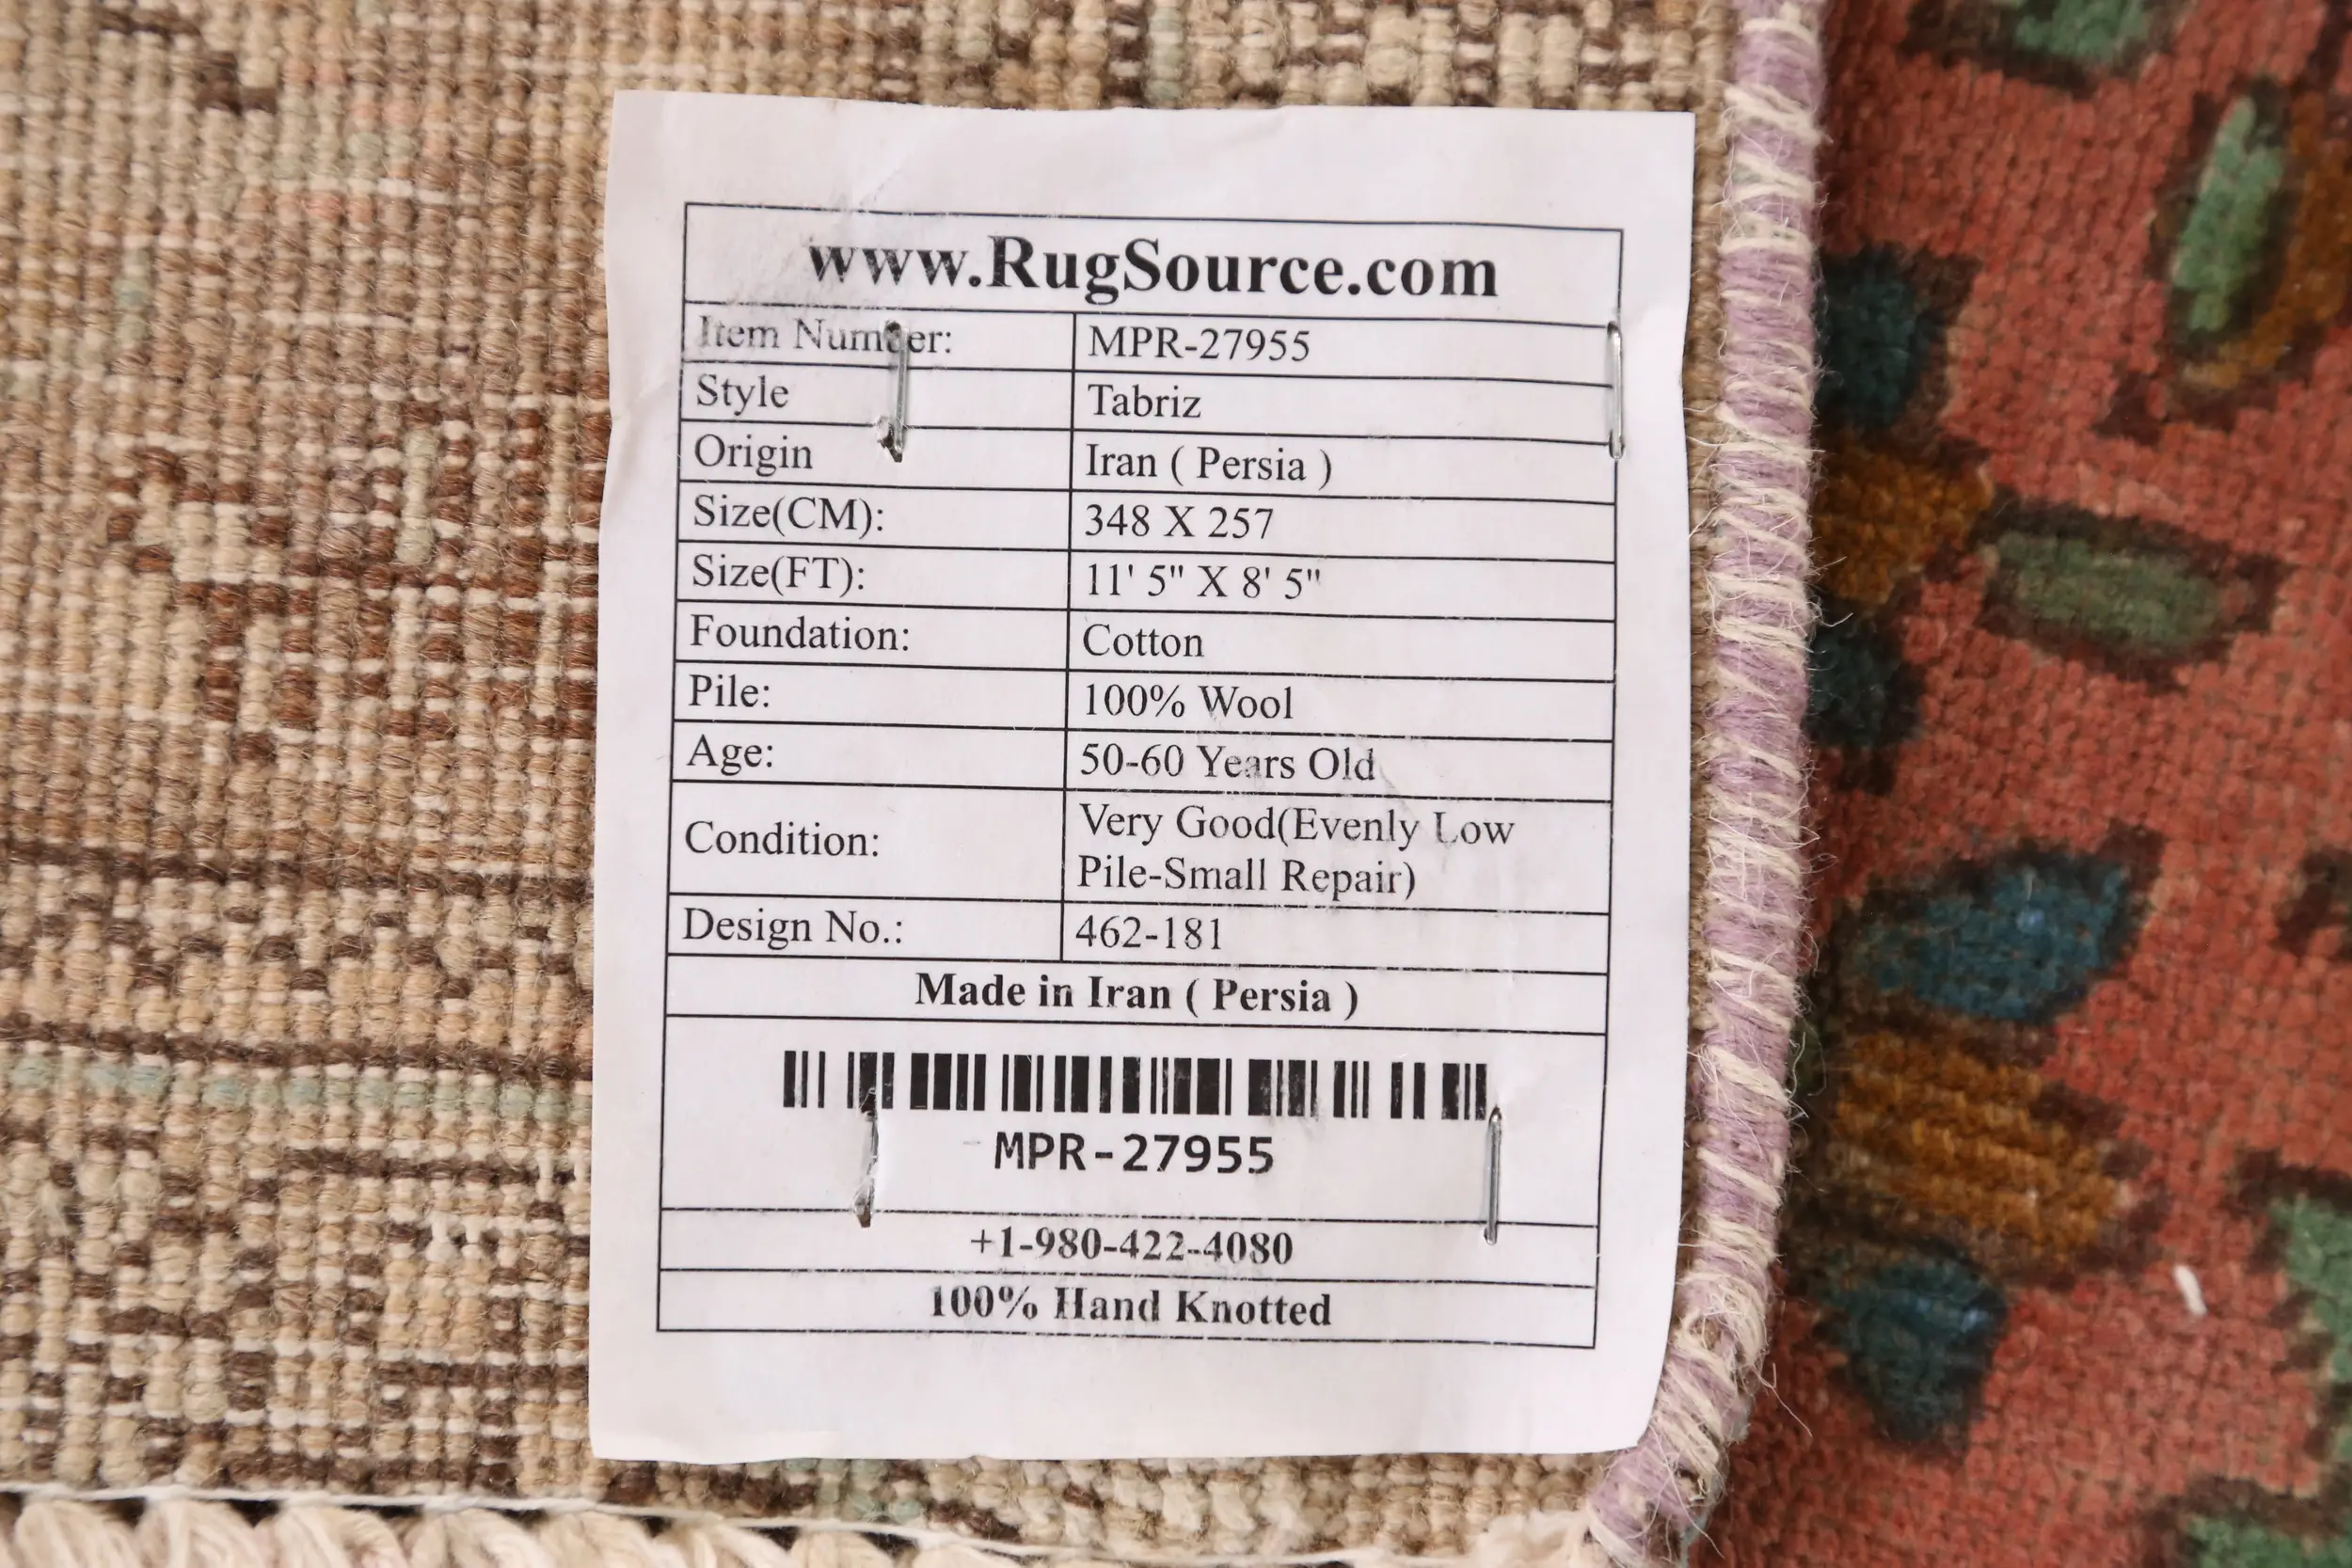 www.RugSource.com
Item Number: MPR-27955
Style Tabriz
Origin Iran ( Persia )
Size(CM): 348 X 257
Size(FT): 11' 5" X 8' 5"
Foundation: Cotton
Pile: 100% Wool
Age: 50-60 Years Old
Condition: Very Good(Evenly Low
Pile-Small Repair)
Design No.: 462-181
Made in Iran ( Persia )
MPR-27955
+1-980-422-4080
100% Hand Knotted